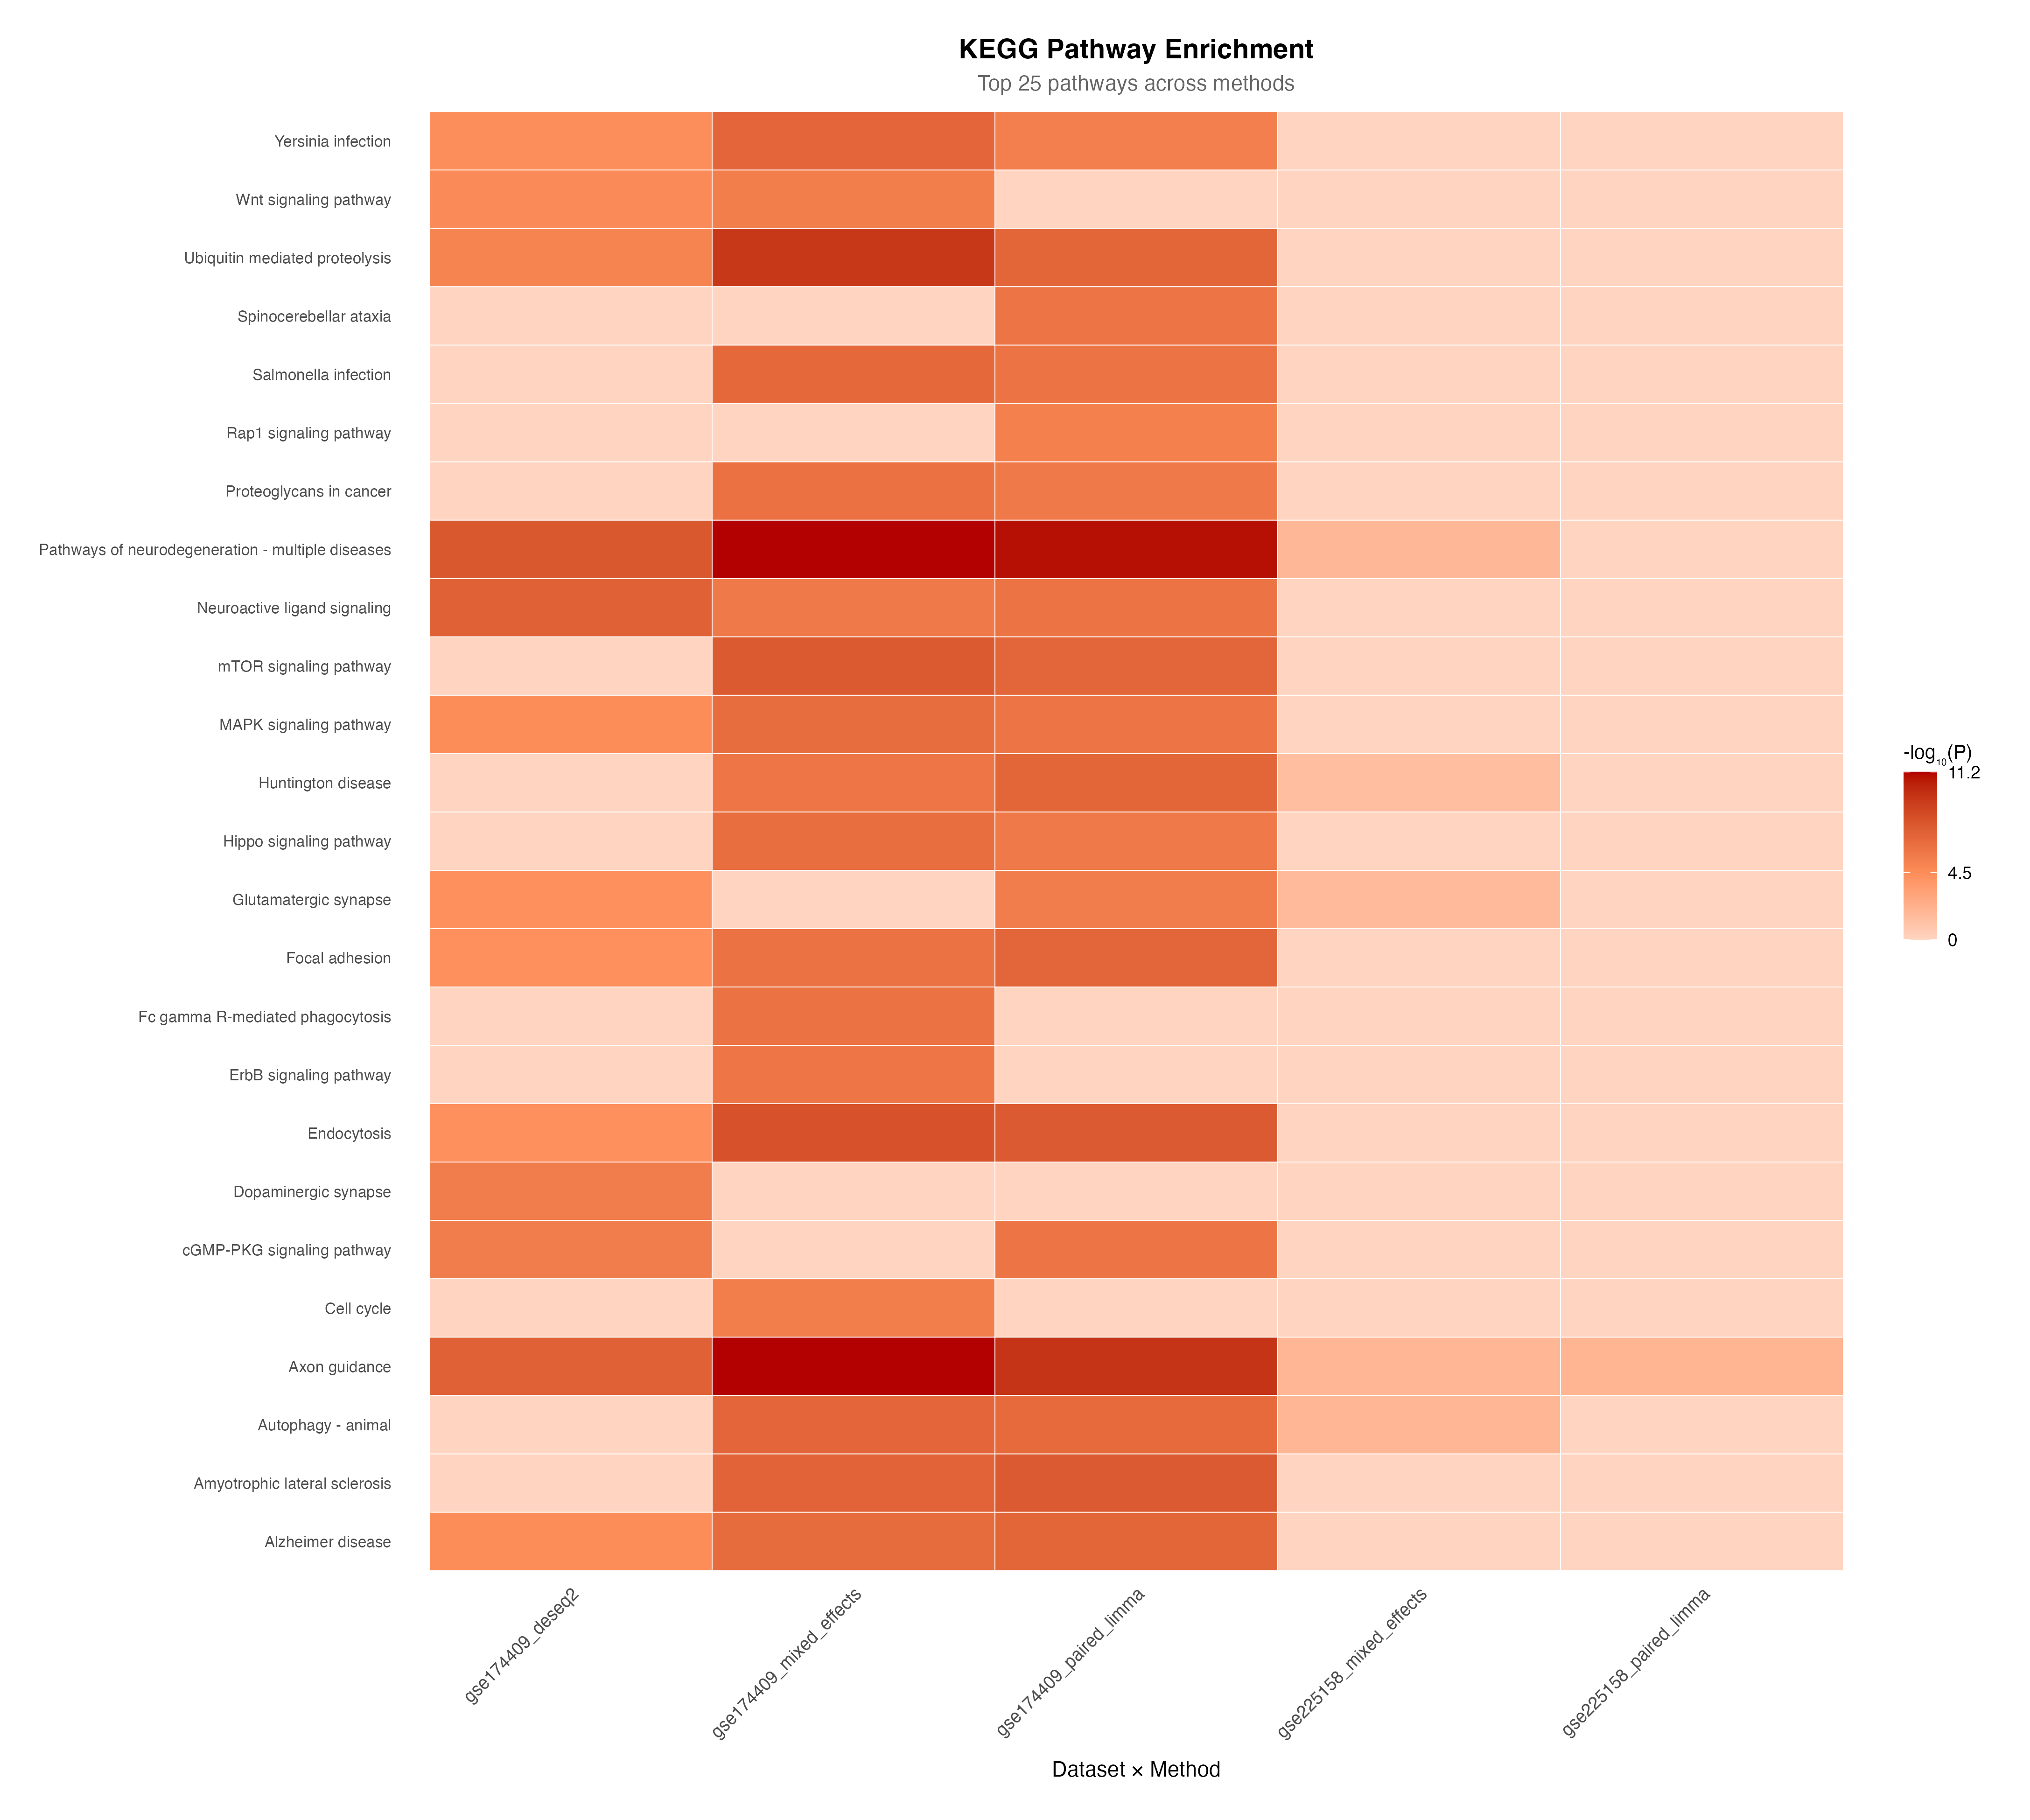 KEGG Pathway Enrichment
Top 25 pathways across methods
Yersinia infection
Wnt signaling pathway
Ubiquitin mediated proteolysis
Spinocerebellar ataxia
Salmonella infection
Rap1 signaling pathway
Proteoglycans in cancer
Pathways of neurodegeneration - multiple diseases
Neuroactive ligand signaling
mTOR signaling pathway
MAPK signaling pathway
Huntington disease
Hippo signaling pathway
Glutamatergic synapse
Focal adhesion
Fc gamma R-mediated phagocytosis
ErbB signaling pathway
Endocytosis
Dopaminergic synapse
cGMP-PKG signaling pathway
Cell cycle
Axon guidance
Autophagy - animal
Amyotrophic lateral sclerosis
Alzheimer disease
-log₁₀(P)
11.2
4.5
0
gse174409_deseq2
gse174409_mixed_effects
gse174409_paired_limma
gse225158_mixed_effects
gse225158_paired_limma
Dataset × Method